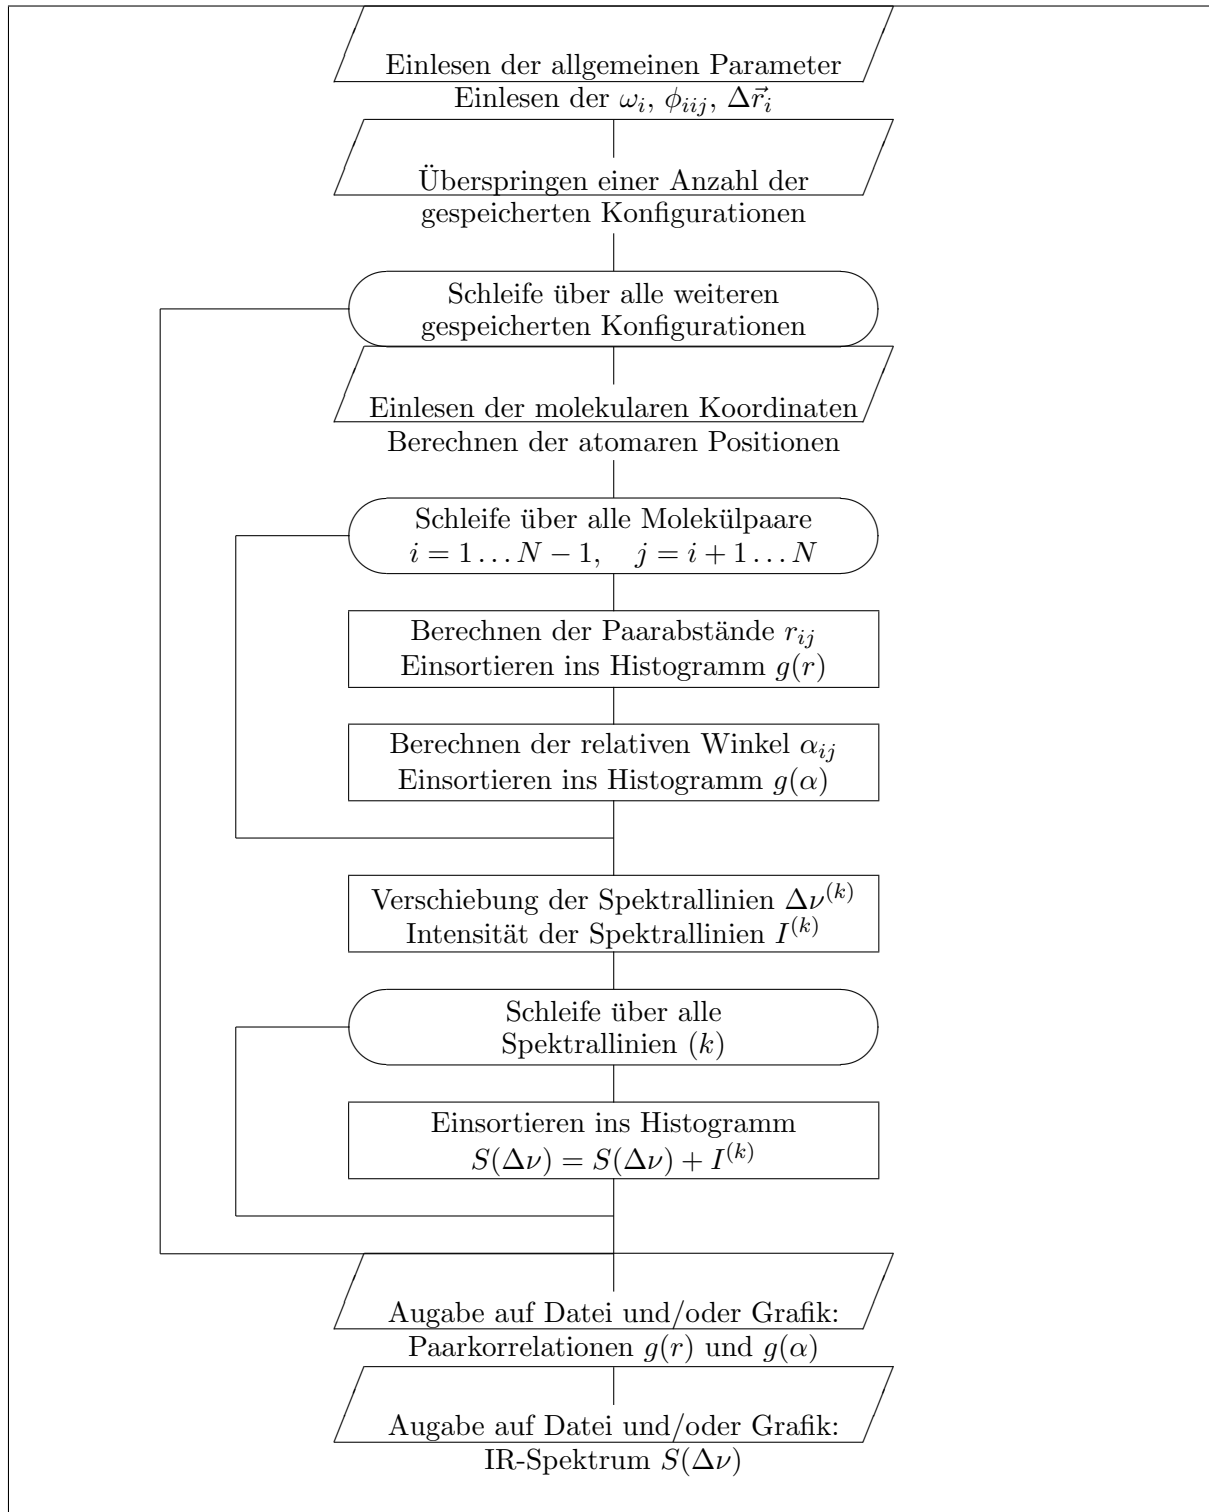 Einlesen der allgemeinen Parameter
Einlesen der ωᵢ, ϕᵢᵢⱼ, Δr⃗ᵢ
Überspringen einer Anzahl der
gespeicherten Konfigurationen
Schleife über alle weiteren
gespeicherten Konfigurationen
Einlesen der molekularen Koordinaten
Berechnen der atomaren Positionen
Schleife über alle Molekülpaare
i = 1 … N − 1, j = i + 1 … N
Berechnen der Paarabstände rᵢⱼ
Einsortieren ins Histogramm g(r)
Berechnen der relativen Winkel αᵢⱼ
Einsortieren ins Histogramm g(α)
Verschiebung der Spektrallinien Δν⁽ᵏ⁾
Intensität der Spektrallinien I⁽ᵏ⁾
Schleife über alle
Spektrallinien (k)
Einsortieren ins Histogramm
S(Δν) = S(Δν) + I⁽ᵏ⁾
Augabe auf Datei und/oder Grafik:
Paarkorrelationen g(r) und g(α)
Augabe auf Datei und/oder Grafik:
IR-Spektrum S(Δν)